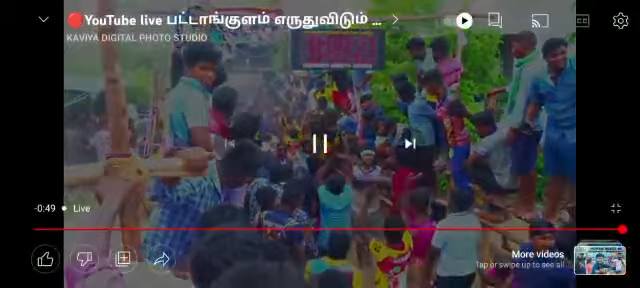 🔴YouTube live பட்டாங்குளம் எருதுவிடும் ...
KAVIYA DIGITAL PHOTO STUDIO
-0:49 • Live
More videos
Tap or swipe up to see all